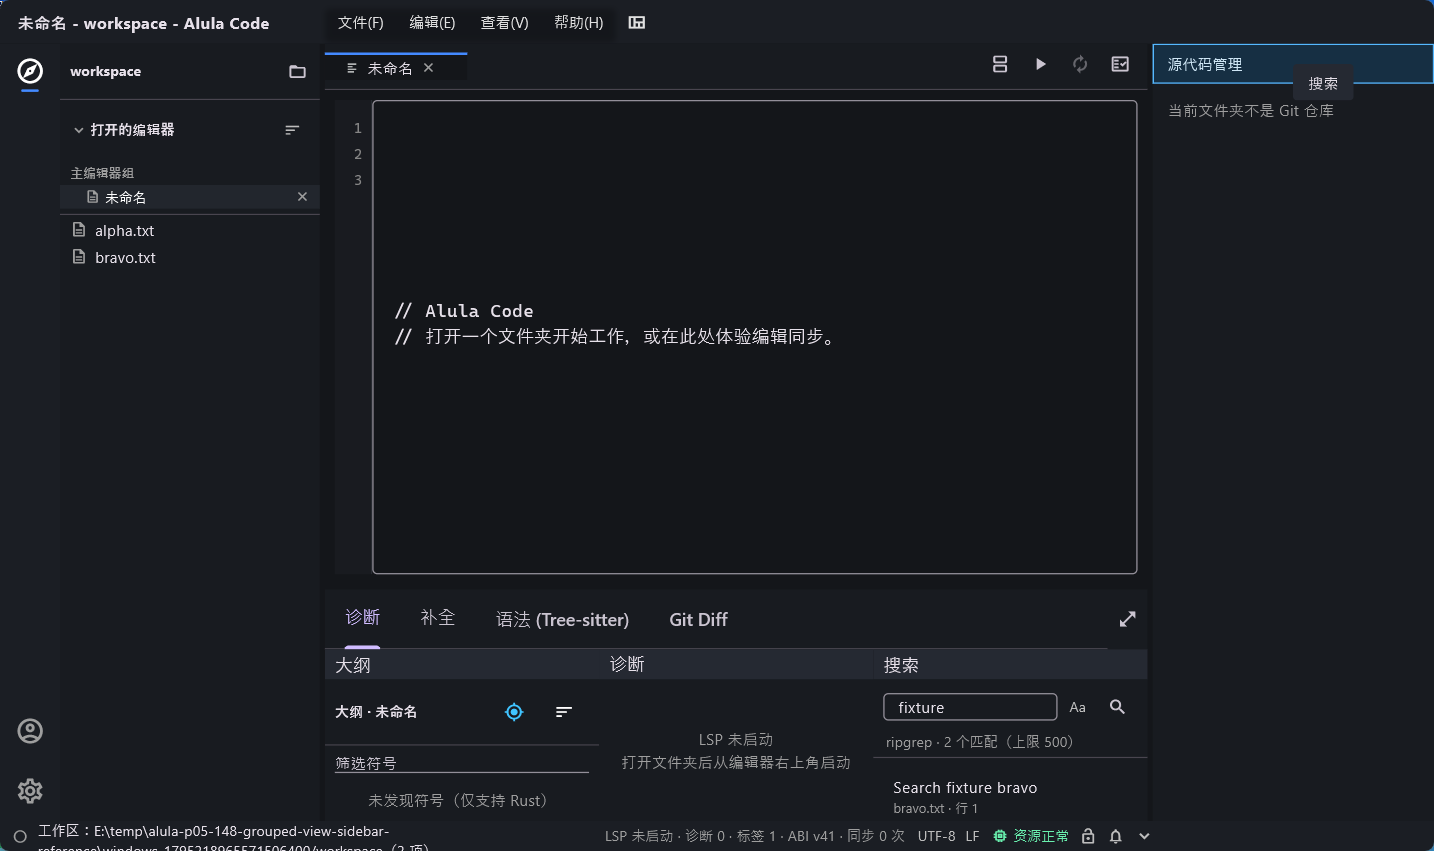 未命名 - workspace - Alula Code
文件(F) 编辑(E) 查看(V) 帮助(H)
workspace
打开的编辑器
主编辑器组
未命名
alpha.txt
bravo.txt
未命名
1
2
3
// Alula Code
// 打开一个文件夹开始工作，或在此处体验编辑同步。
源代码管理
搜索
当前文件夹不是 Git 仓库
诊断 补全 语法 (Tree-sitter) Git Diff
大纲 诊断 搜索
大纲 · 未命名
筛选符号
未发现符号（仅支持 Rust）
LSP 未启动
打开文件夹后从编辑器右上角启动
fixture
Aa
ripgrep · 2 个匹配（上限 500）
Search fixture bravo
bravo.txt · 行 1
工作区：E:\temp\alula-p05-148-grouped-view-sidebar-
LSP 未启动 · 诊断 0 · 标签 1 · ABI v41 · 同步 0 次 UTF-8 LF 资源正常